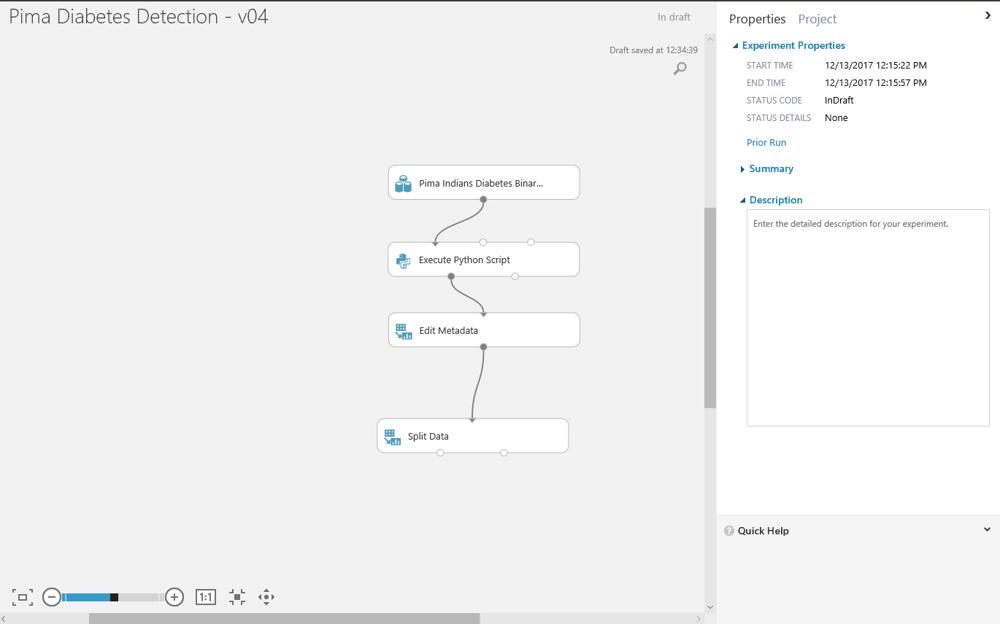 Pima Diabetes Detection - v04
In draft
Draft saved at 12:34:39
Pima Indians Diabetes Binar...
Execute Python Script
Edit Metadata
Split Data
1:1
Properties Project
Experiment Properties
START TIME 12/13/2017 12:15:22 PM
END TIME 12/13/2017 12:15:57 PM
STATUS CODE InDraft
STATUS DETAILS None
Prior Run
Summary
Description
Enter the detailed description for your experiment.
? Quick Help